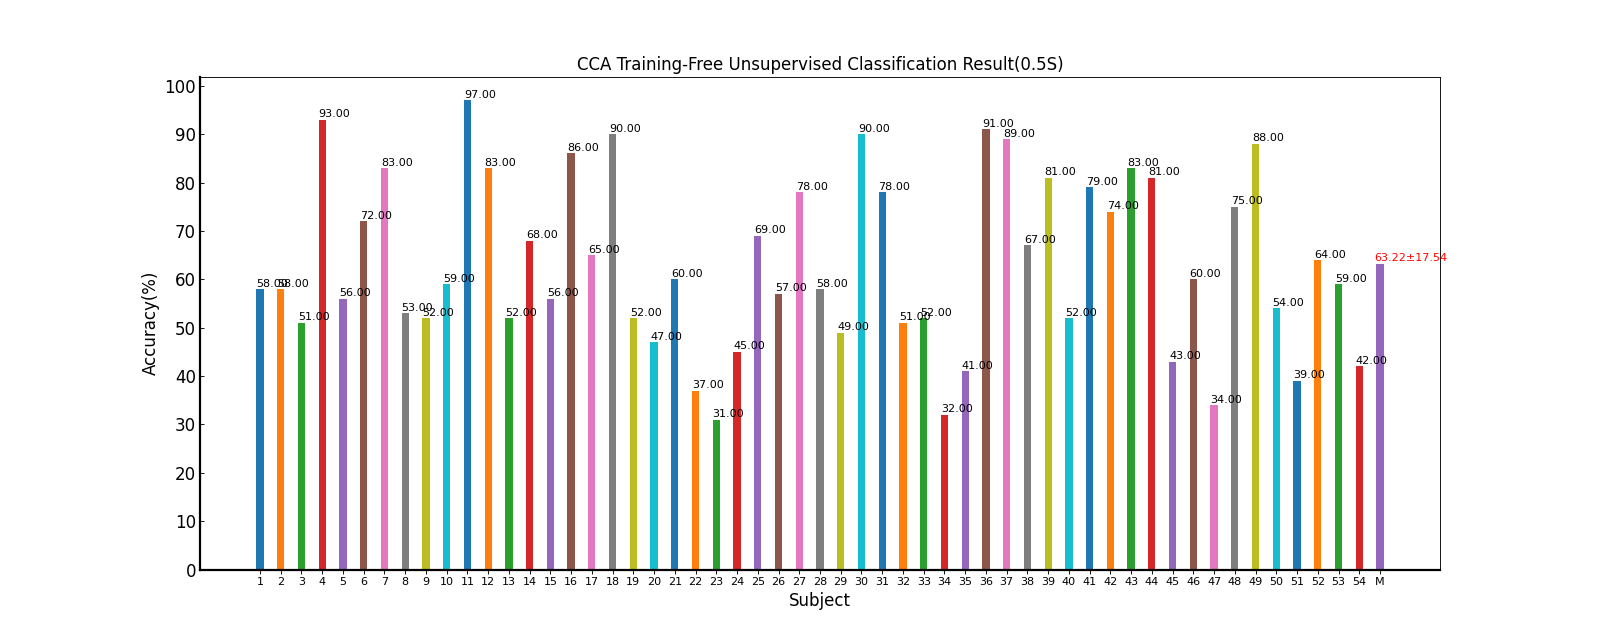 CCA Training-Free Unsupervised Classification Result(0.5S)
Accuracy(%)
100
90
80
70
60
50
40
30
20
10
0
58.00 58.00 51.00 93.00 56.00 72.00 83.00 53.00 52.00 59.00 97.00 83.00 52.00 68.00 56.00 86.00 65.00 90.00 52.00 47.00 60.00 37.00 31.00 45.00 69.00 57.00 78.00 58.00 49.00 90.00 78.00 51.00 52.00 32.00 41.00 91.00 89.00 67.00 81.00 52.00 79.00 74.00 83.00 81.00 43.00 60.00 34.00 75.00 88.00 54.00 39.00 64.00 59.00 42.00 63.22±17.54
1 2 3 4 5 6 7 8 9 10 11 12 13 14 15 16 17 18 19 20 21 22 23 24 25 26 27 28 29 30 31 32 33 34 35 36 37 38 39 40 41 42 43 44 45 46 47 48 49 50 51 52 53 54 M
Subject